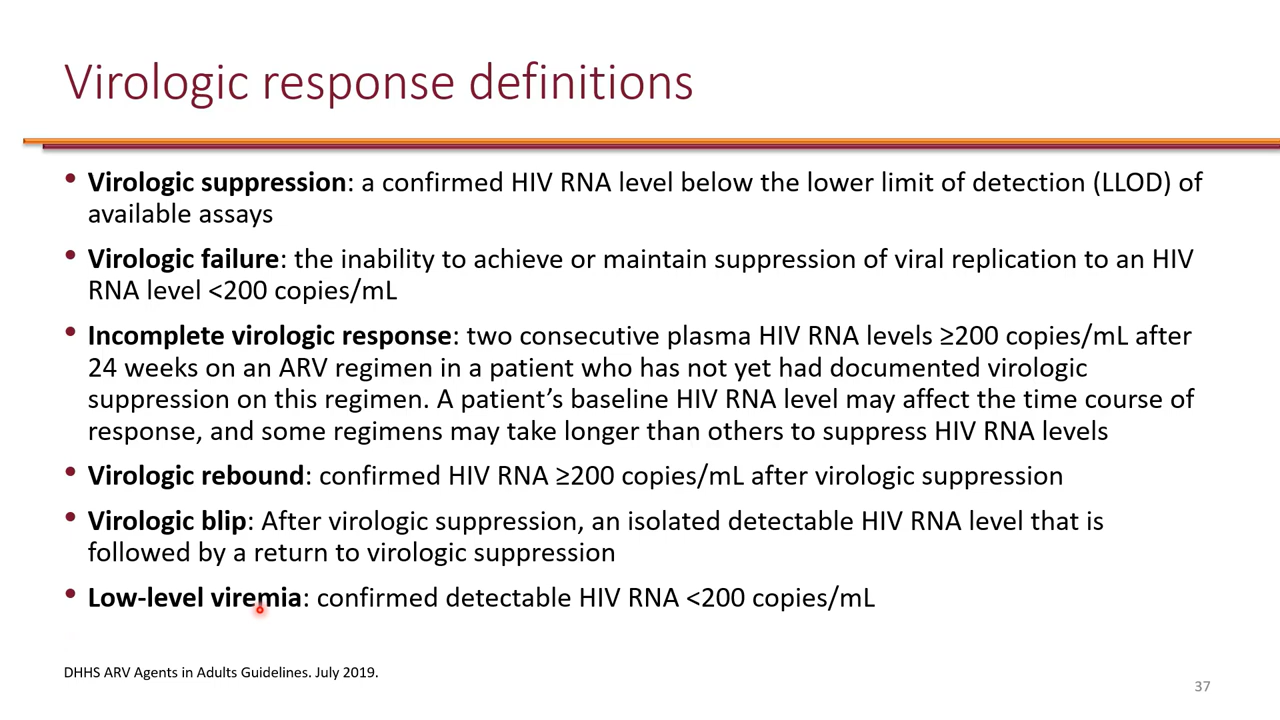 Virologic response definitions
• Virologic suppression: a confirmed HIV RNA level below the lower limit of detection (LLOD) of
available assays
• Virologic failure: the inability to achieve or maintain suppression of viral replication to an HIV
RNA level <200 copies/mL
• Incomplete virologic response: two consecutive plasma HIV RNA levels ≥200 copies/mL after
24 weeks on an ARV regimen in a patient who has not yet had documented virologic
suppression on this regimen. A patient’s baseline HIV RNA level may affect the time course of
response, and some regimens may take longer than others to suppress HIV RNA levels
• Virologic rebound: confirmed HIV RNA ≥200 copies/mL after virologic suppression
• Virologic blip: After virologic suppression, an isolated detectable HIV RNA level that is
followed by a return to virologic suppression
• Low-level viremia: confirmed detectable HIV RNA <200 copies/mL
DHHS ARV Agents in Adults Guidelines. July 2019.
37